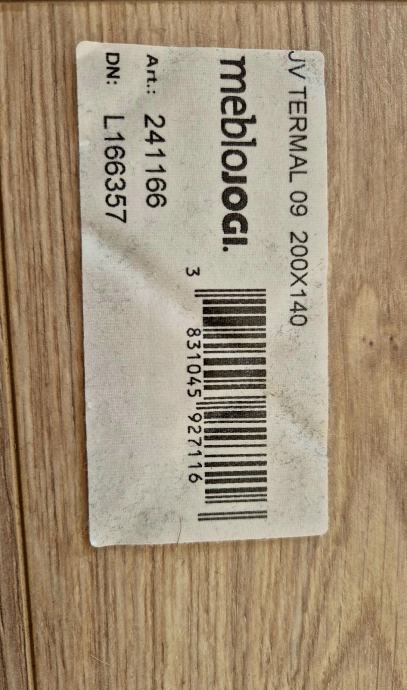 JV TERMAL 09 200X140
mebloJOGI.
3 831045 927116
Art.: 241166
DN: L166357